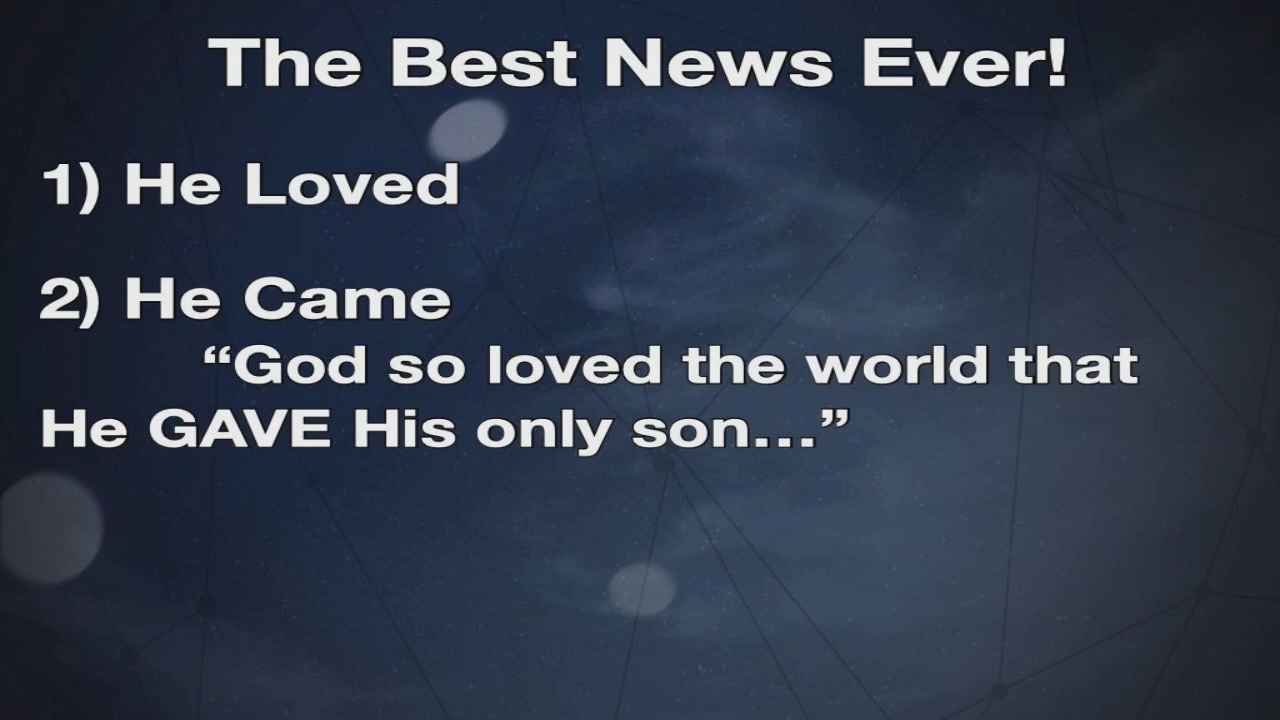 The Best News Ever!
1) He Loved
2) He Came
“God so loved the world that
He GAVE His only son...”